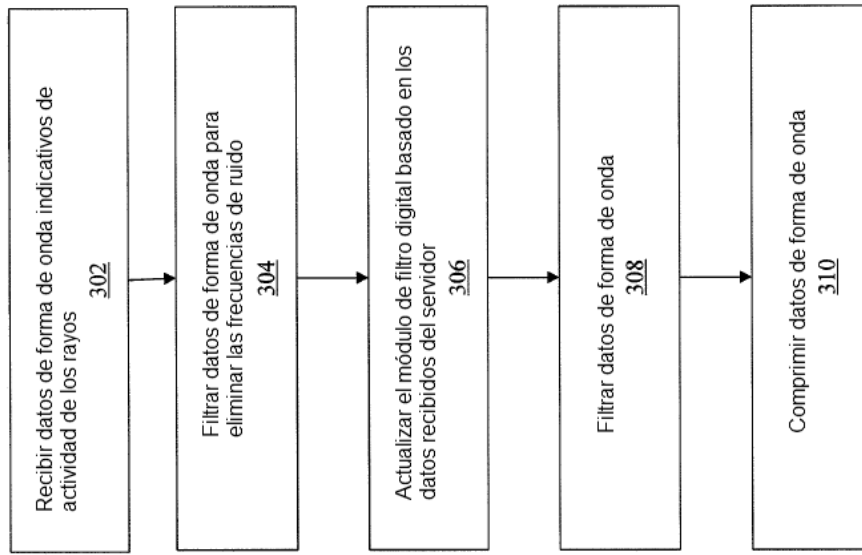 Recibir datos de forma de onda indicativos de
actividad de los rayos
302
Filtrar datos de forma de onda para
eliminar las frecuencias de ruido
304
Actualizar el módulo de filtro digital basado en los
datos recibidos del servidor
306
Filtrar datos de forma de onda
308
Comprimir datos de forma de onda
310